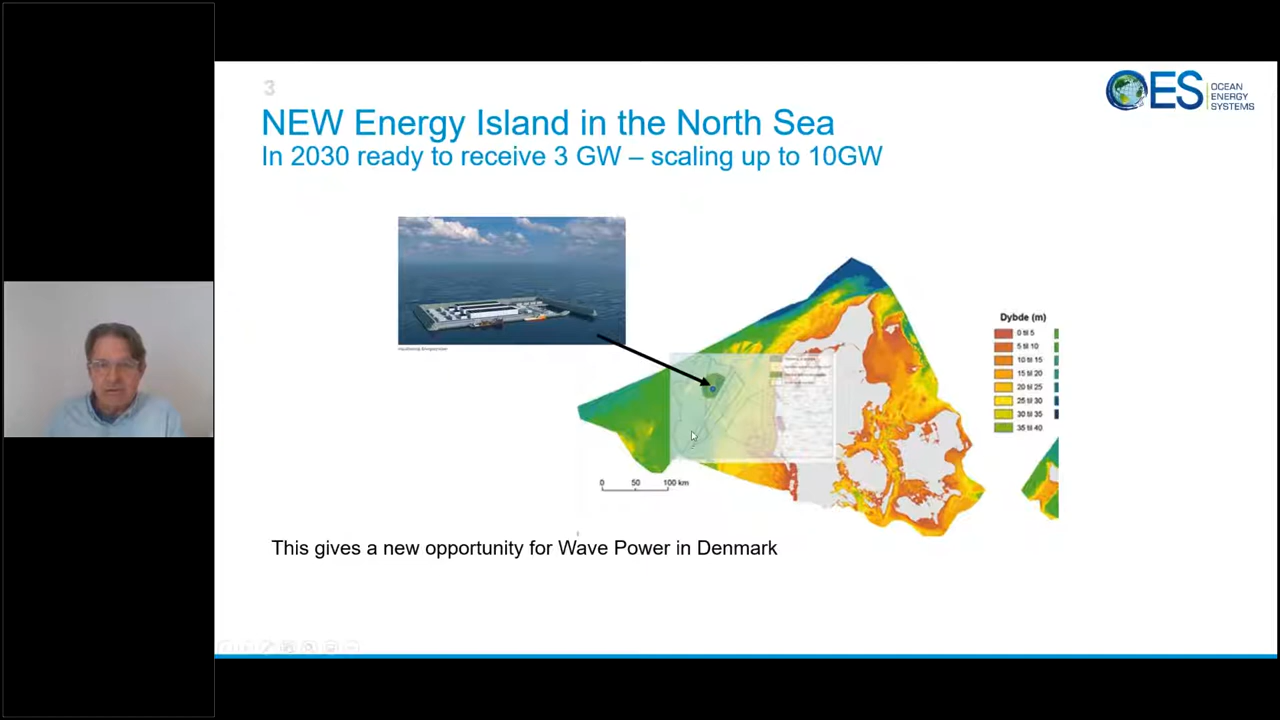 3
NEW Energy Island in the North Sea
In 2030 ready to receive 3 GW – scaling up to 10GW
OES
OCEAN
ENERGY
SYSTEMS
Dybde (m)
0 til 5
5 til 10
10 til 15
15 til 20
20 til 25
25 til 30
30 til 35
35 til 40
0 50 100 km
This gives a new opportunity for Wave Power in Denmark